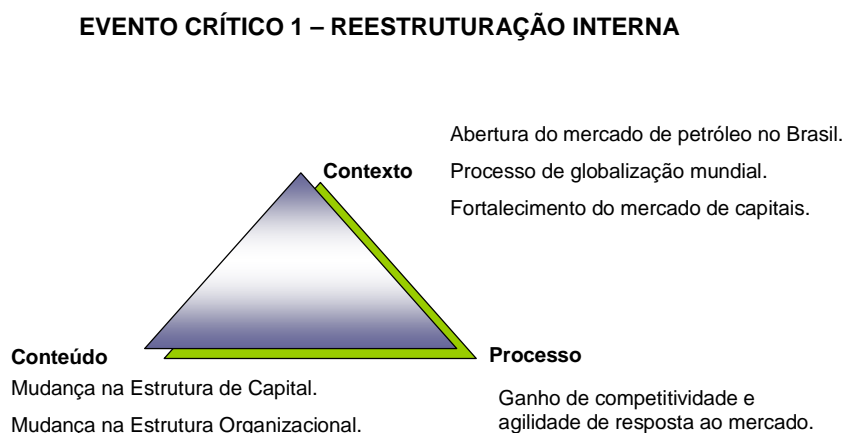 EVENTO CRÍTICO 1 – REESTRUTURAÇÃO INTERNA
Abertura do mercado de petróleo no Brasil.
Contexto
Processo de globalização mundial.
Fortalecimento do mercado de capitais.
Conteúdo
Mudança na Estrutura de Capital.
Mudança na Estrutura Organizacional.
Processo
Ganho de competitividade e
agilidade de resposta ao mercado.